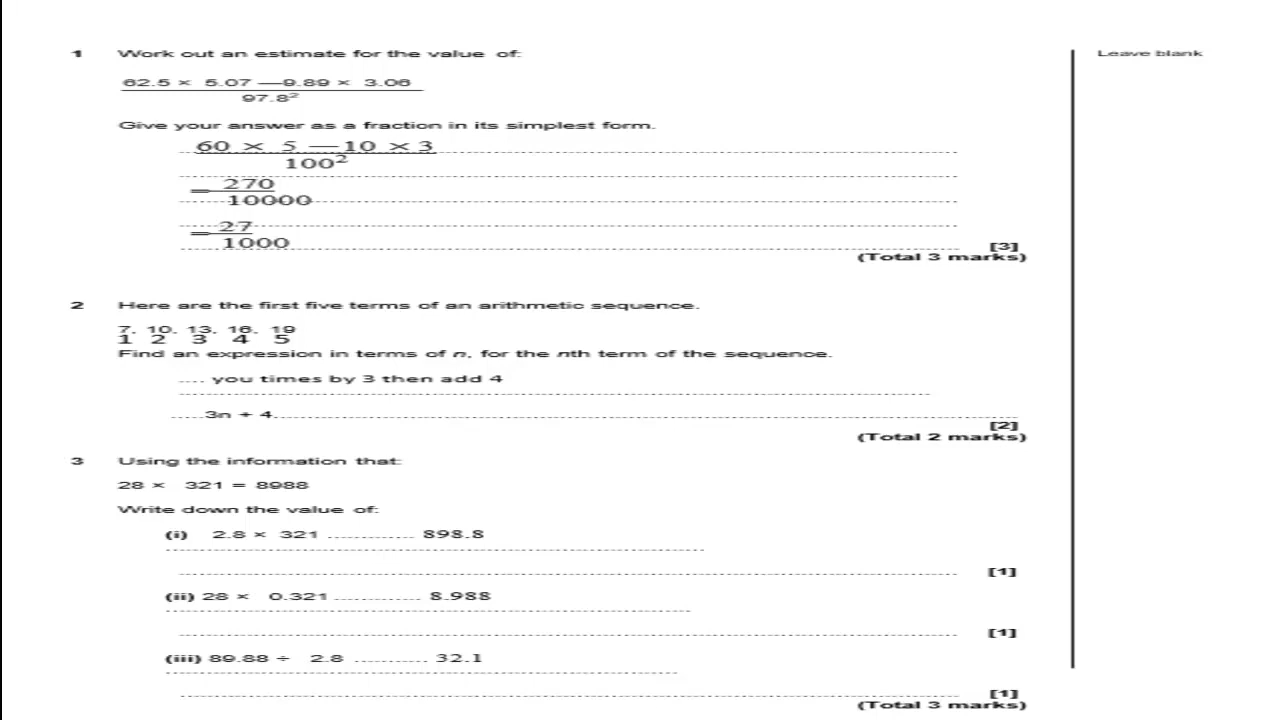 1 Work out an estimate for the value of: Leave blank
62.5 × 5.07 — 9.89 × 3.06
97.8²
Give your answer as a fraction in its simplest form.
60 × 5 — 10 × 3
100²
= 270
10000
= 27
1000
[3]
(Total 3 marks)
2 Here are the first five terms of an arithmetic sequence.
7. 10. 13. 16. 19
1 2 3 4 5
Find an expression in terms of n, for the nth term of the sequence.
.... you times by 3 then add 4
.....3n + 4
[2]
(Total 2 marks)
3 Using the information that:
28 × 321 = 8988
Write down the value of:
(i) 2.8 × 321 ............. 898.8
[1]
(ii) 28 × 0.321 ............. 8.988
[1]
(iii) 89.88 ÷ 2.8 ........... 32.1
[1]
(Total 3 marks)